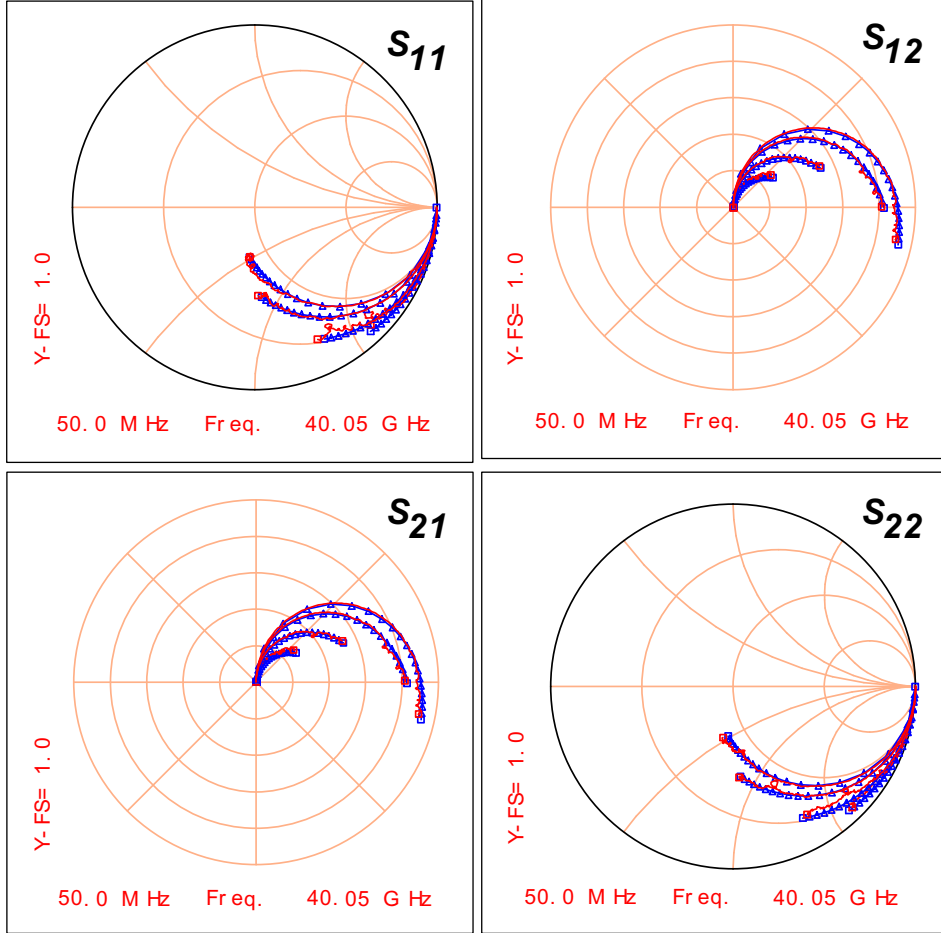 S11
Y-FS= 1.0
50.0 MHz Freq. 40.05 GHz
S12
Y-FS= 1.0
50.0 MHz Freq. 40.05 GHz
S21
Y-FS= 1.0
50.0 MHz Freq. 40.05 GHz
S22
Y-FS= 1.0
50.0 MHz Freq. 40.05 GHz